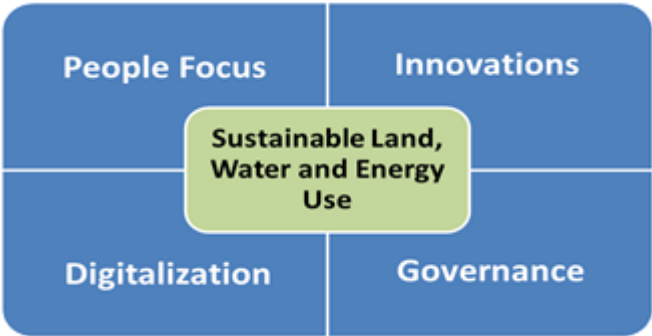 People Focus
Innovations
Sustainable Land,
Water and Energy
Use
Digitalization
Governance